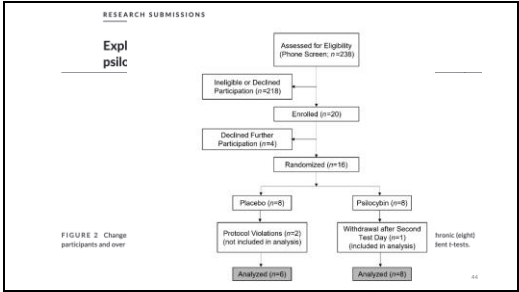 RESEARCH SUBMISSIONS
Expl
psilc
Assessed for Eligibility
(Phone Screen; n=238)
Ineligible or Declined
Participation (n=218)
Enrolled (n=20)
Declined Further
Participation (n=4)
Randomized (n=16)
Placebo (n=8)
Psilocybin (n=8)
Protocol Violations (n=2)
(not included in analysis)
Withdrawal after Second
Test Day (n=1)
(included in analysis)
FIGURE 2 Change
participants and over
hronic (eight)
dent t-tests.
Analyzed (n=6)
Analyzed (n=8)
44